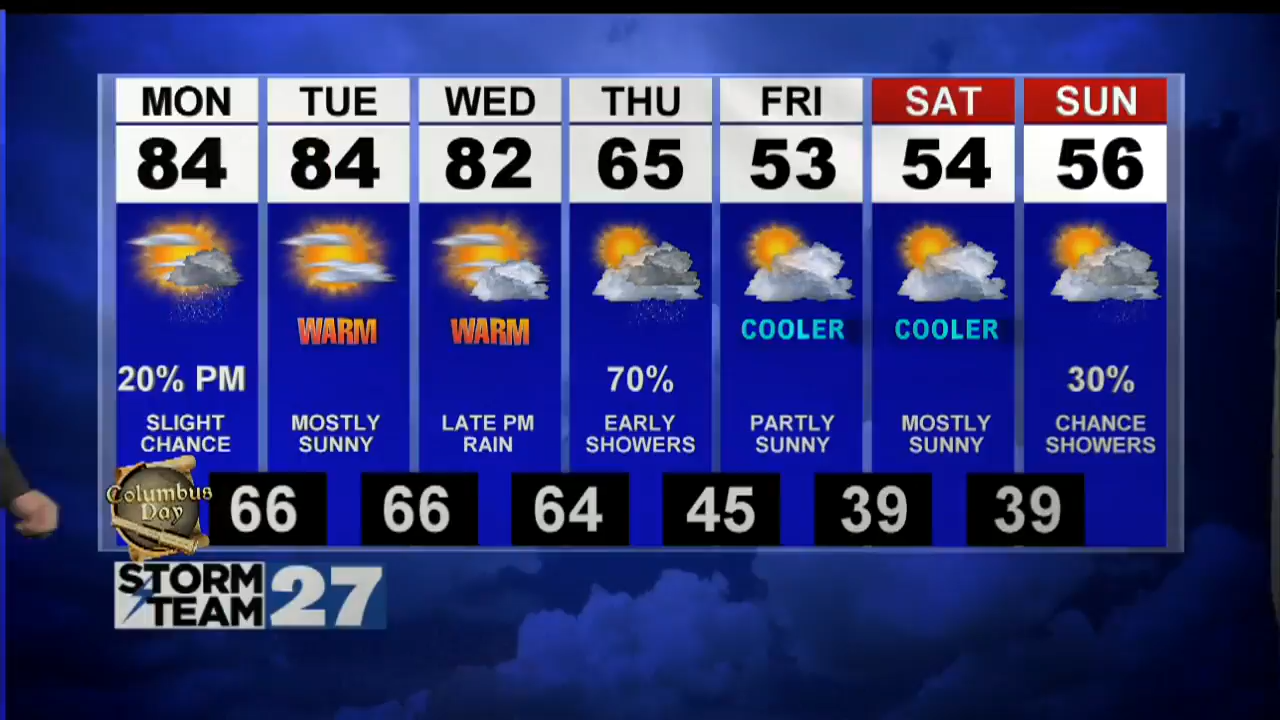 MON TUE WED THU FRI SAT SUN
84 84 82 65 53 54 56
WARM WARM COOLER COOLER
20% PM 70% 30%
SLIGHT MOSTLY LATE PM EARLY PARTLY MOSTLY CHANCE
CHANCE SUNNY RAIN SHOWERS SUNNY SUNNY SHOWERS
Columbus
Day
66 66 64 45 39 39
STORM
TEAM
27